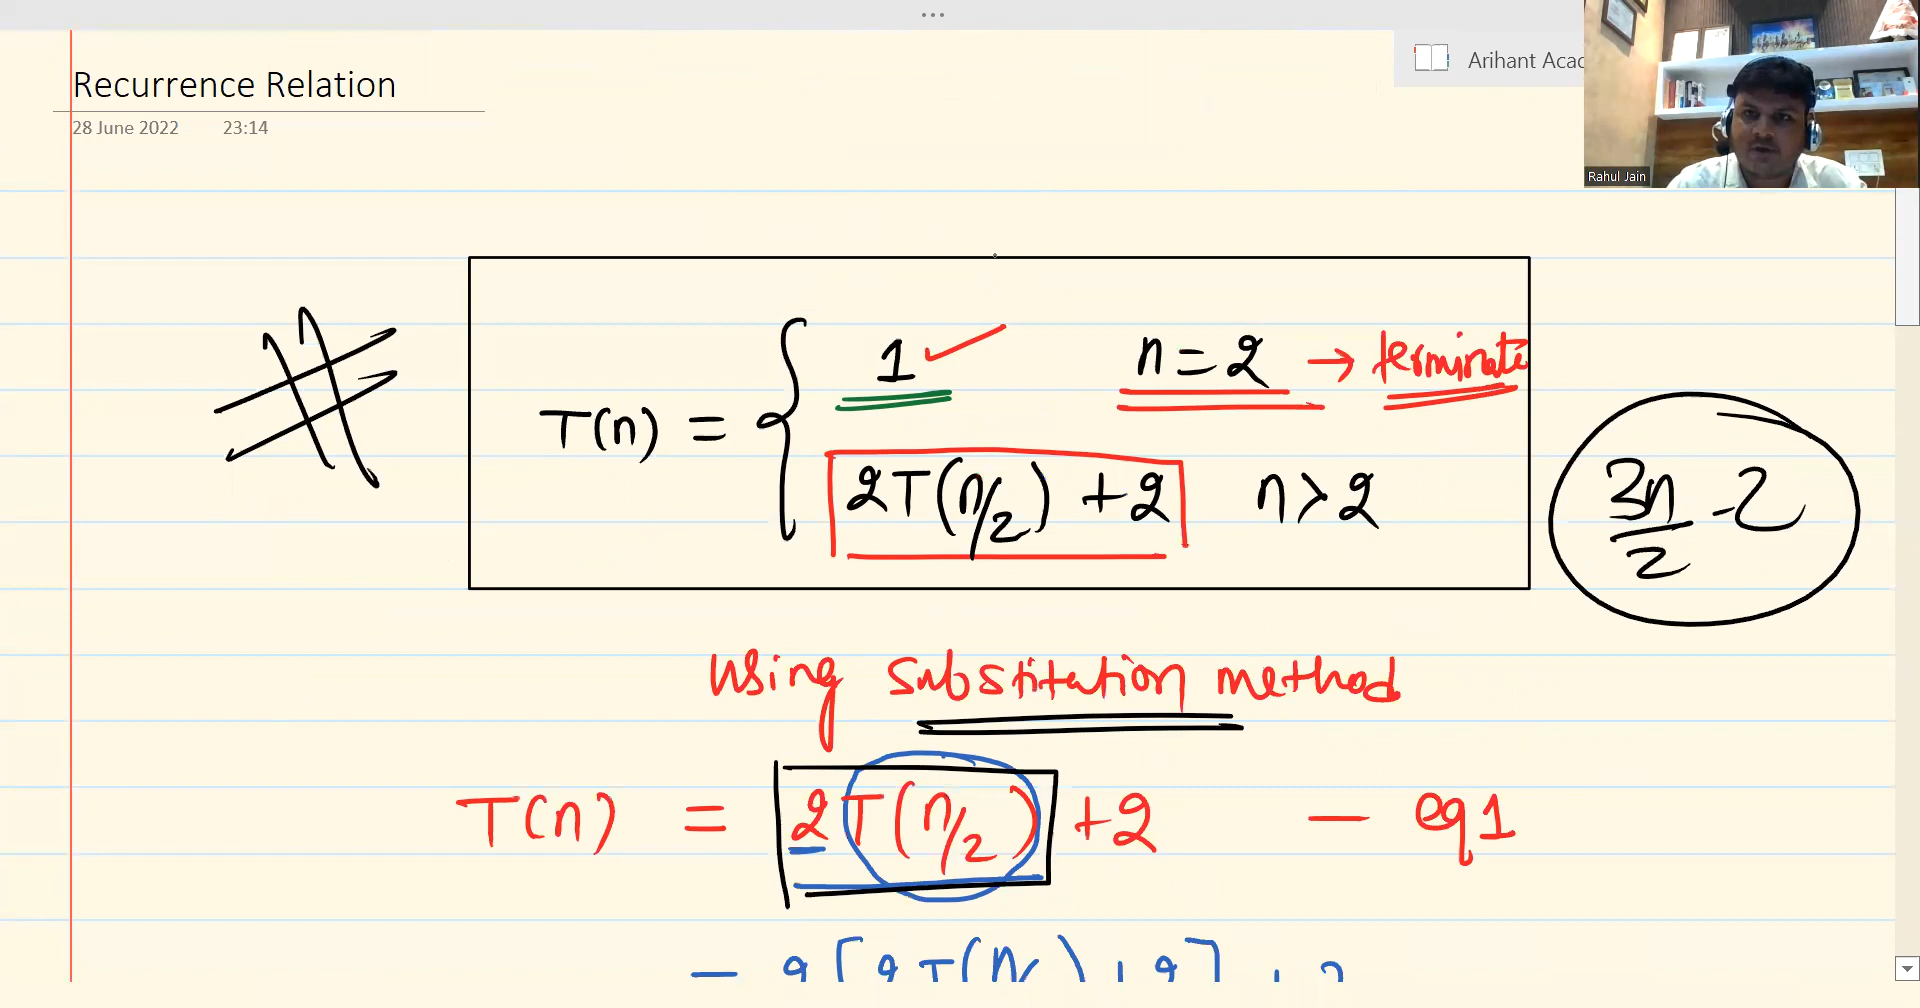 ...
Recurrence Relation
Arihant Acad
28 June 2022 23:14
Rahul Jain
#
T(n) = { 1 ✓ n = 2 → terminate
2T(n/2) + 2 n > 2
3n/2 - 2
Using substitution method
T(n) = 2T(n/2) + 2 — eq1